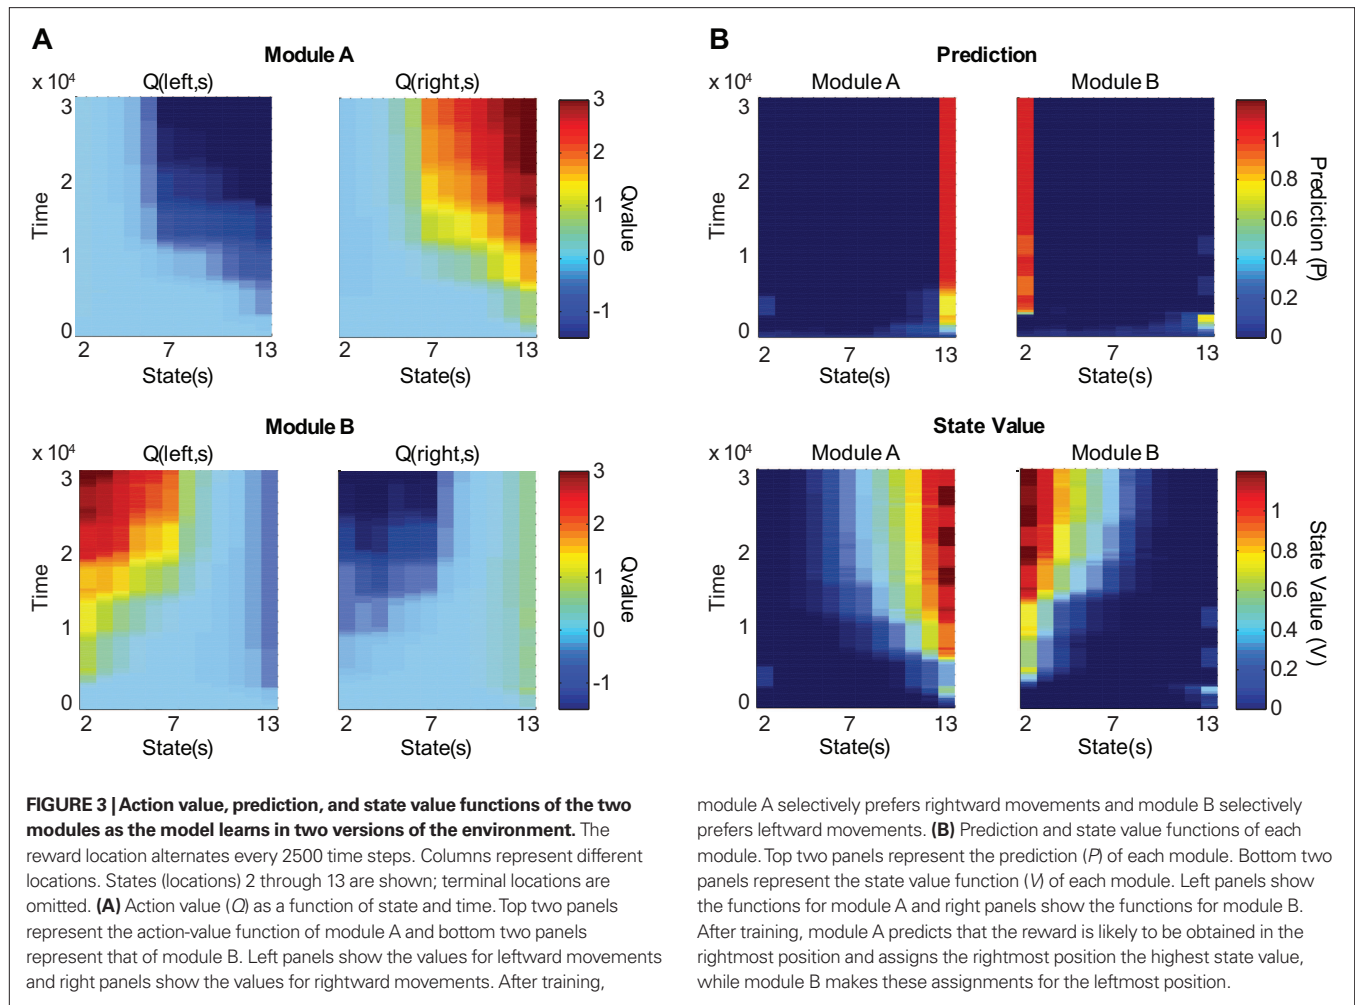 A
Module A
Q(left,s)
Q(right,s)
x 10⁴
3
2
1
0
Time
2
7
13
State(s)
2
7
13
State(s)
3
2
1
0
-1
Qvalue
Module B
Q(left,s)
Q(right,s)
x 10⁴
3
2
1
0
Time
2
7
13
State(s)
2
7
13
State(s)
3
2
1
0
-1
Qvalue
B
Prediction
Module A
Module B
x 10⁴
3
2
1
0
Time
2
7
13
State(s)
2
7
13
State(s)
1
0.8
0.6
0.4
0.2
0
Prediction (P)
State Value
Module A
Module B
x 10⁴
3
2
1
0
Time
2
7
13
State(s)
2
7
13
State(s)
1
0.8
0.6
0.4
0.2
0
State Value (V)
FIGURE 3 | Action value, prediction, and state value functions of the two
modules as the model learns in two versions of the environment. The
reward location alternates every 2500 time steps. Columns represent different
locations. States (locations) 2 through 13 are shown; terminal locations are
omitted. (A) Action value (Q) as a function of state and time. Top two panels
represent the action-value function of module A and bottom two panels
represent that of module B. Left panels show the values for leftward movements
and right panels show the values for rightward movements. After training,
module A selectively prefers rightward movements and module B selectively
prefers leftward movements. (B) Prediction and state value functions of each
module. Top two panels represent the prediction (P) of each module. Bottom two
panels represent the state value function (V) of each module. Left panels show
the functions for module A and right panels show the functions for module B.
After training, module A predicts that the reward is likely to be obtained in the
rightmost position and assigns the rightmost position the highest state value,
while module B makes these assignments for the leftmost position.